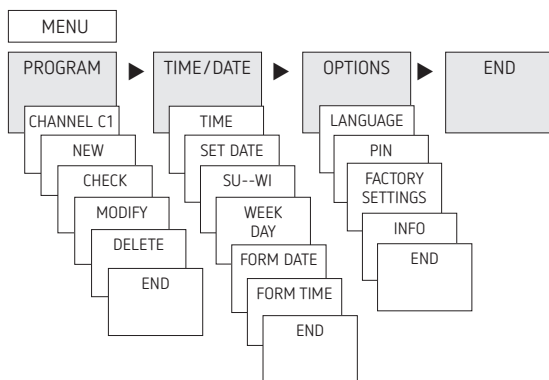 MENU
PROGRAM
CHANNEL C1
NEW
CHECK
MODIFY
DELETE
END
TIME/DATE
TIME
SET DATE
SU--WI
WEEK
DAY
FORM DATE
FORM TIME
END
OPTIONS
LANGUAGE
PIN
FACTORY
SETTINGS
INFO
END
END